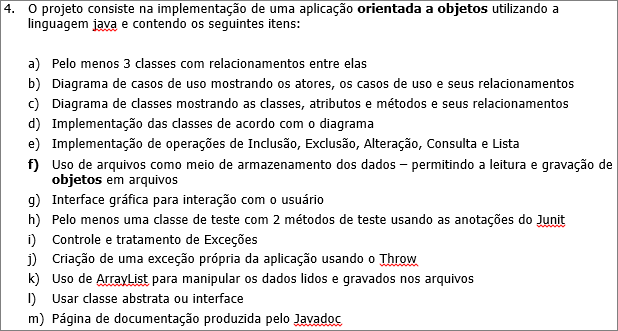 4. O projeto consiste na implementação de uma aplicação orientada a objetos utilizando a
linguagem java e contendo os seguintes itens:
a) Pelo menos 3 classes com relacionamentos entre elas
b) Diagrama de casos de uso mostrando os atores, os casos de uso e seus relacionamentos
c) Diagrama de classes mostrando as classes, atributos e métodos e seus relacionamentos
d) Implementação das classes de acordo com o diagrama
e) Implementação de operações de Inclusão, Exclusão, Alteração, Consulta e Lista
f) Uso de arquivos como meio de armazenamento dos dados – permitindo a leitura e gravação de
objetos em arquivos
g) Interface gráfica para interação com o usuário
h) Pelo menos uma classe de teste com 2 métodos de teste usando as anotações do Junit
i) Controle e tratamento de Exceções
j) Criação de uma exceção própria da aplicação usando o Throw
k) Uso de ArrayList para manipular os dados lidos e gravados nos arquivos
l) Usar classe abstrata ou interface
m) Página de documentação produzida pelo Javadoc